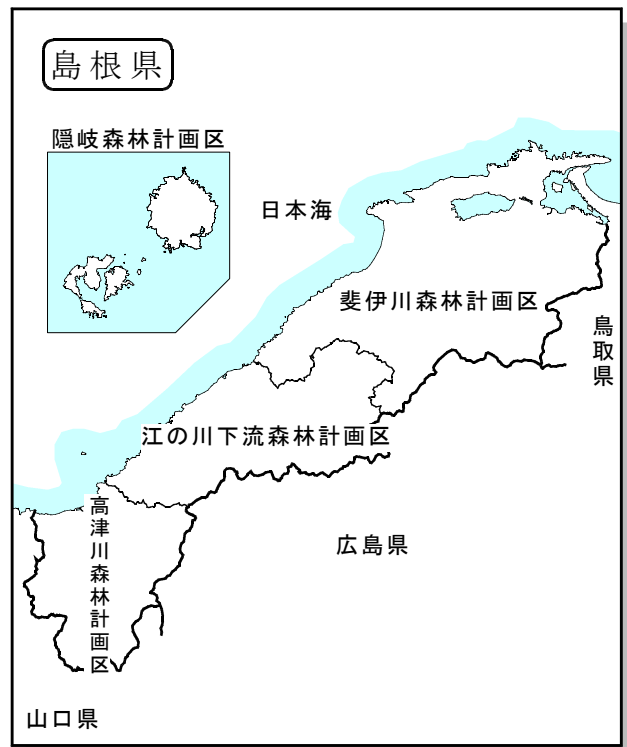 島根県
隠岐森林計画区
日本海
斐伊川森林計画区
鳥取県
江の川下流森林計画区
高津川森林計画区
広島県
山口県